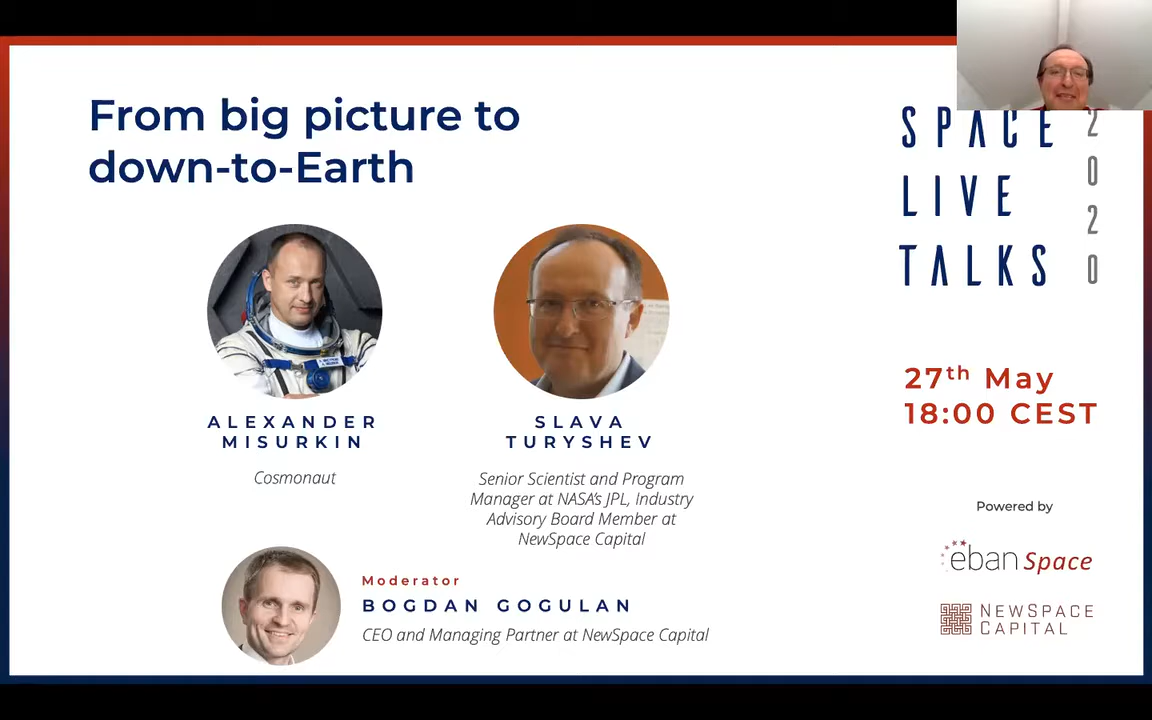 From big picture to
down-to-Earth
ALEXANDER
MISURKIN
Cosmonaut
SLAVA
TURYSHEV
Senior Scientist and Program
Manager at NASA's JPL, Industry
Advisory Board Member at
NewSpace Capital
Moderator
BOGDAN GOGULAN
CEO and Managing Partner at NewSpace Capital
SPACE
LIVE
TALKS
2020
27th May
18:00 CEST
Powered by
eban Space
NEWSPACE
CAPITAL